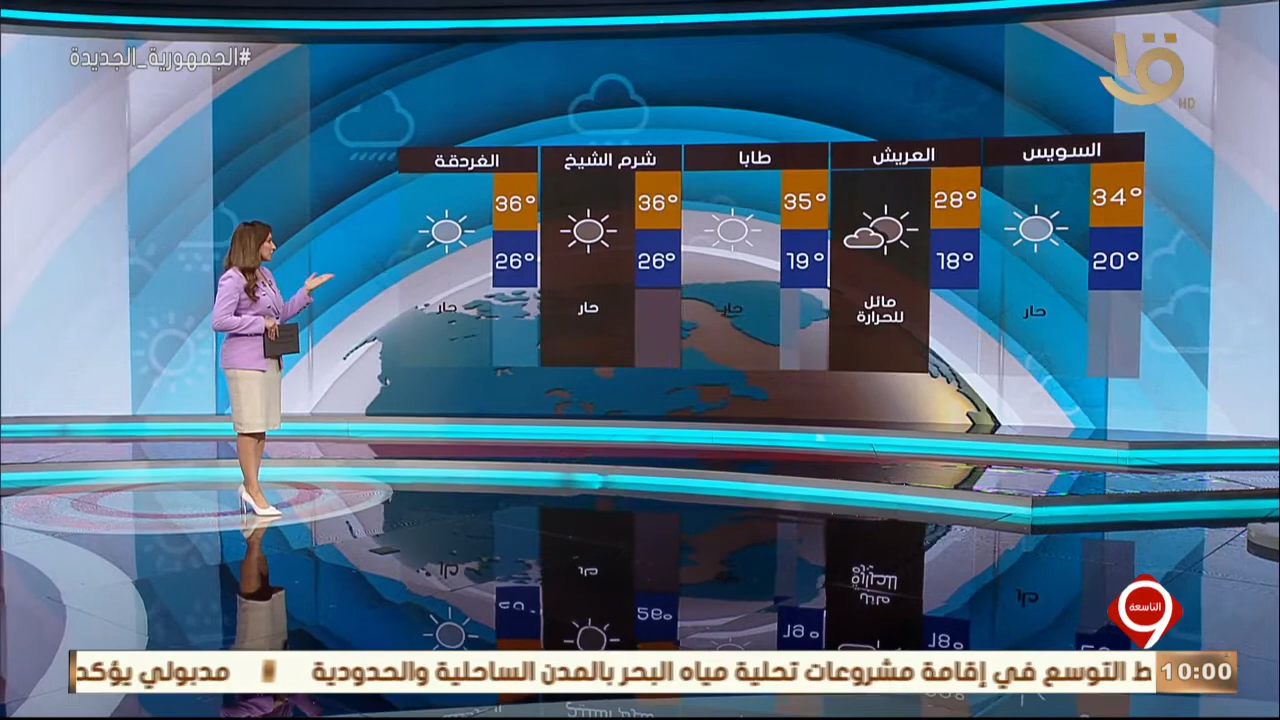 #الجمهورية_الجديدة
HD
السويس
34°
20°
حار
العريش
28°
18°
مائل
للحرارة
طابا
35°
19°
حار
شرم الشيخ
36°
26°
حار
الغردقة
36°
26°
حار
التاسعة
9
10:00
ط التوسع في إقامة مشروعات تحلية مياه البحر بالمدن الساحلية والحدودية
مدبولي يؤكد